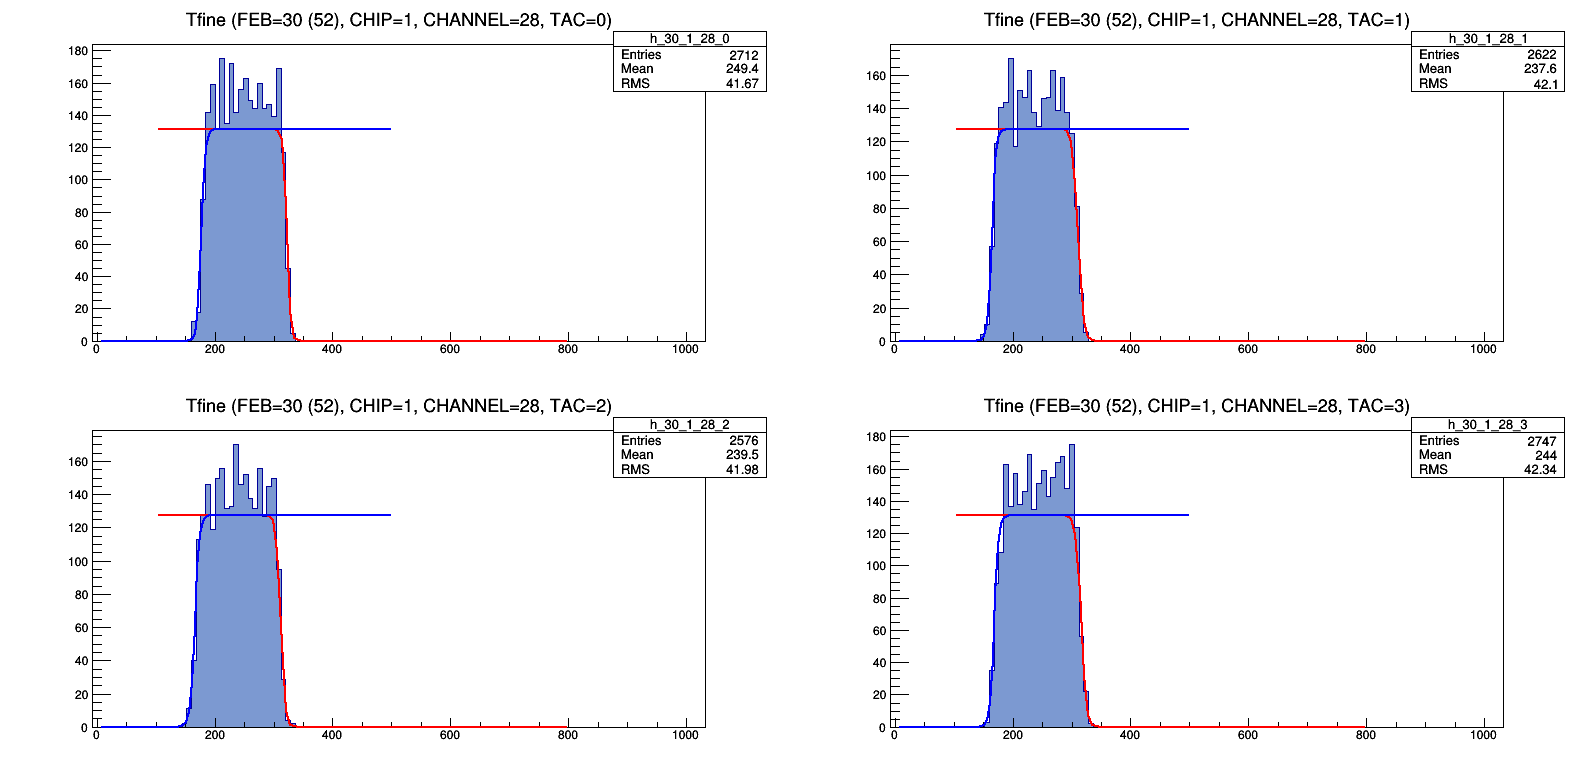 Tfine (FEB=30 (52), CHIP=1, CHANNEL=28, TAC=0)
h_30_1_28_0
Entries 2712
Mean 249.4
RMS 41.67
180
160
140
120
100
80
60
40
20
0
0 200 400 600 800 1000
Tfine (FEB=30 (52), CHIP=1, CHANNEL=28, TAC=1)
h_30_1_28_1
Entries 2622
Mean 237.6
RMS 42.1
160
140
120
100
80
60
40
20
0
0 200 400 600 800 1000
Tfine (FEB=30 (52), CHIP=1, CHANNEL=28, TAC=2)
h_30_1_28_2
Entries 2576
Mean 239.5
RMS 41.98
160
140
120
100
80
60
40
20
0
0 200 400 600 800 1000
Tfine (FEB=30 (52), CHIP=1, CHANNEL=28, TAC=3)
h_30_1_28_3
Entries 2747
Mean 244
RMS 42.34
180
160
140
120
100
80
60
40
20
0
0 200 400 600 800 1000